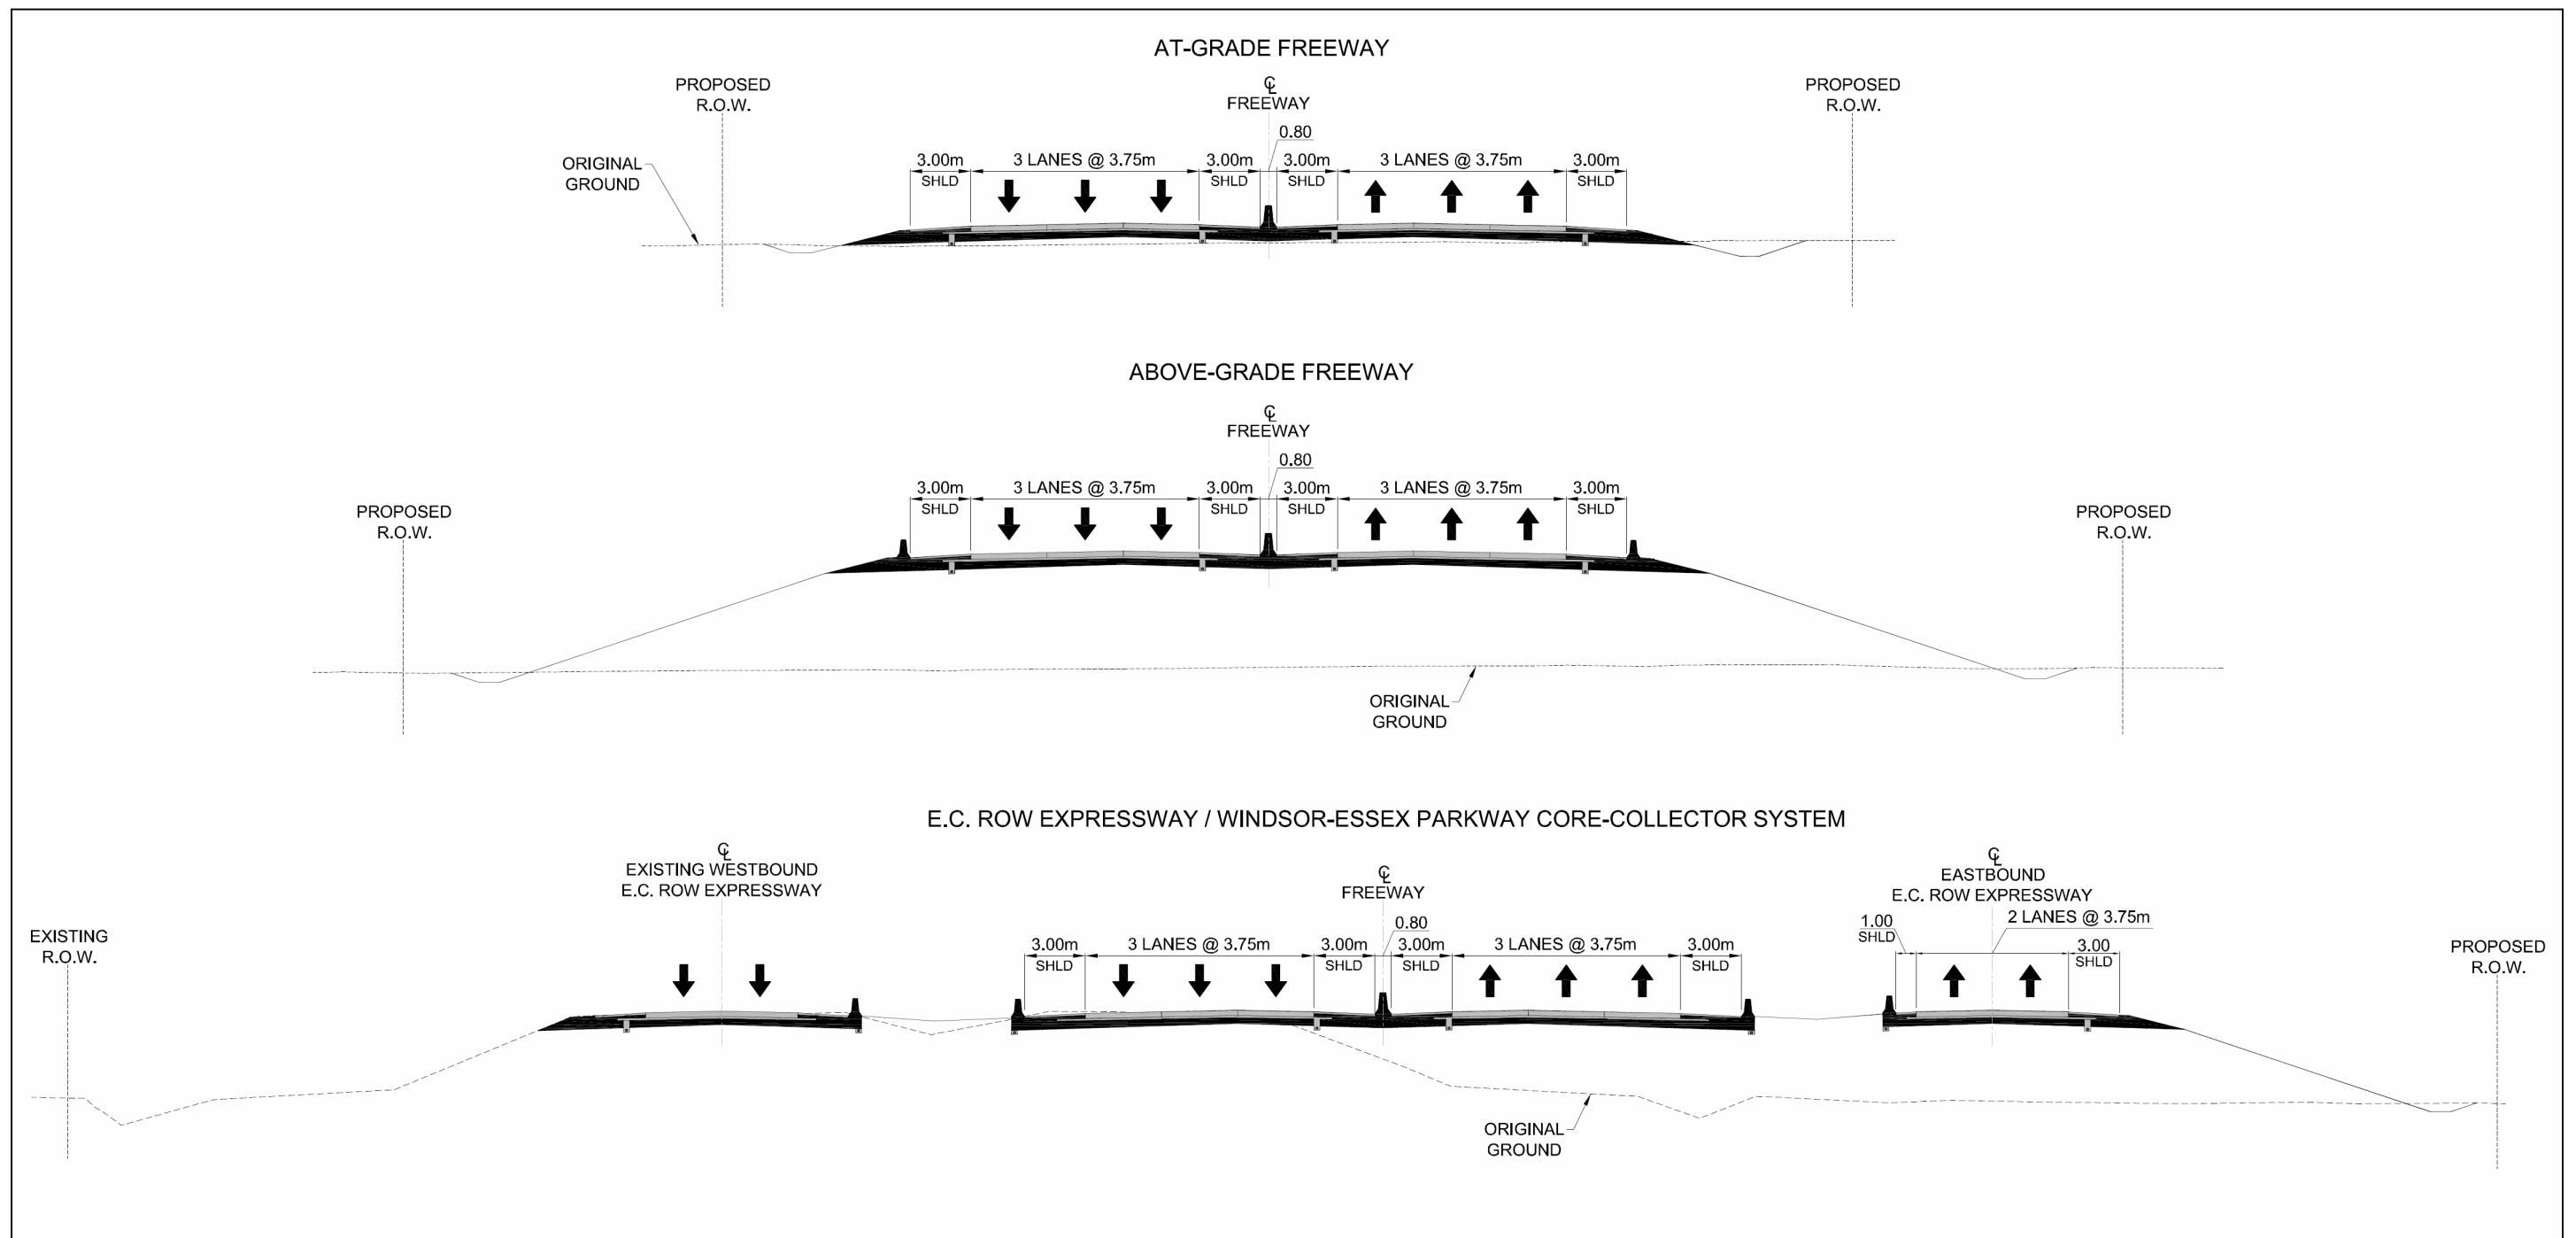 AT-GRADE FREEWAY
PROPOSED
R.O.W.
℄
FREEWAY
PROPOSED
R.O.W.
0.80
ORIGINAL
GROUND
3.00m 3 LANES @ 3.75m 3.00m 3.00m 3 LANES @ 3.75m 3.00m
SHLD SHLD SHLD SHLD
ABOVE-GRADE FREEWAY
℄
FREEWAY
0.80
3.00m 3 LANES @ 3.75m 3.00m 3.00m 3 LANES @ 3.75m 3.00m
SHLD SHLD SHLD SHLD
PROPOSED
R.O.W.
PROPOSED
R.O.W.
ORIGINAL
GROUND
E.C. ROW EXPRESSWAY / WINDSOR-ESSEX PARKWAY CORE-COLLECTOR SYSTEM
℄
EXISTING WESTBOUND
E.C. ROW EXPRESSWAY
℄
FREEWAY
℄
EASTBOUND
E.C. ROW EXPRESSWAY
EXISTING
R.O.W.
0.80
3.00m 3 LANES @ 3.75m 3.00m 3.00m 3 LANES @ 3.75m 3.00m
SHLD SHLD SHLD SHLD
1.00
SHLD
2 LANES @ 3.75m
3.00
SHLD
PROPOSED
R.O.W.
ORIGINAL
GROUND